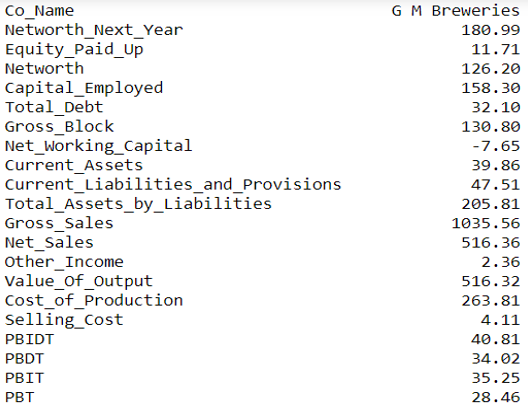 Co_Name G M Breweries
Networth_Next_Year 180.99
Equity_Paid_Up 11.71
Networth 126.20
Capital_Employed 158.30
Total_Debt 32.10
Gross_Block 130.80
Net_Working_Capital -7.65
Current_Assets 39.86
Current_Liabilities_and_Provisions 47.51
Total_Assets_by_Liabilities 205.81
Gross_Sales 1035.56
Net_Sales 516.36
Other_Income 2.36
Value_Of_Output 516.32
Cost_of_Production 263.81
Selling_Cost 4.11
PBIDT 40.81
PBDT 34.02
PBIT 35.25
PBT 28.46